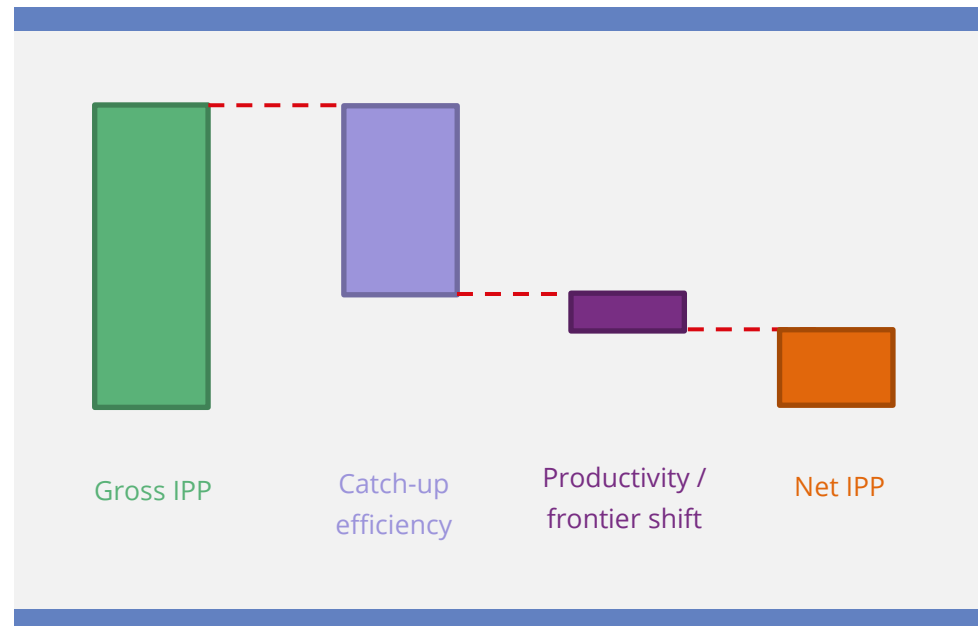 Gross IPP
Catch-up
efficiency
Productivity /
frontier shift
Net IPP